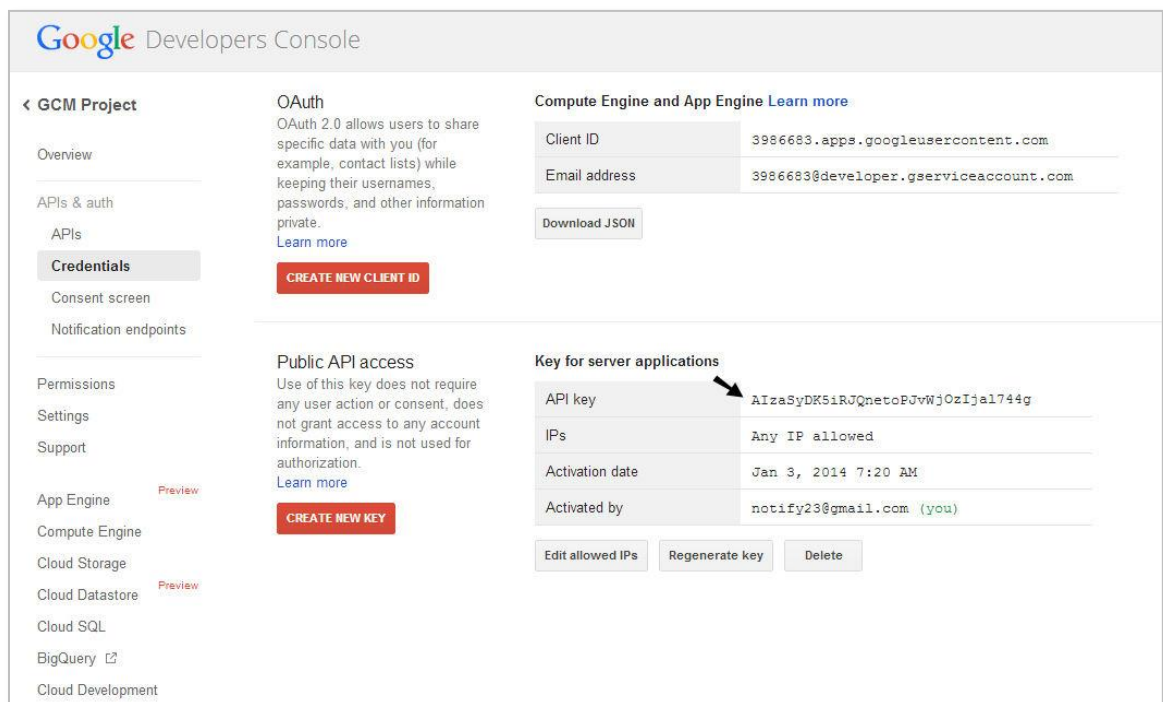 Google Developers Console
GCM Project
Overview
APIs & auth
APIs
Credentials
Consent screen
Notification endpoints
Permissions
Settings
Support
App Engine Preview
Compute Engine
Cloud Storage
Cloud Datastore Preview
Cloud SQL
BigQuery
Cloud Development
OAuth
OAuth 2.0 allows users to share
specific data with you (for
example, contact lists) while
keeping their usernames,
passwords, and other information
private.
Learn more
CREATE NEW CLIENT ID
Compute Engine and App Engine Learn more
Client ID 3986683.apps.googleusercontent.com
Email address 3986683@developer.gserviceaccount.com
Download JSON
Public API access
Use of this key does not require
any user action or consent, does
not grant access to any account
information, and is not used for
authorization.
Learn more
CREATE NEW KEY
Key for server applications
API key AIzaSyDK5iRJQnetoPJvWjOzIjal744g
IPs Any IP allowed
Activation date Jan 3, 2014 7:20 AM
Activated by notify23@gmail.com (you)
Edit allowed IPs Regenerate key Delete